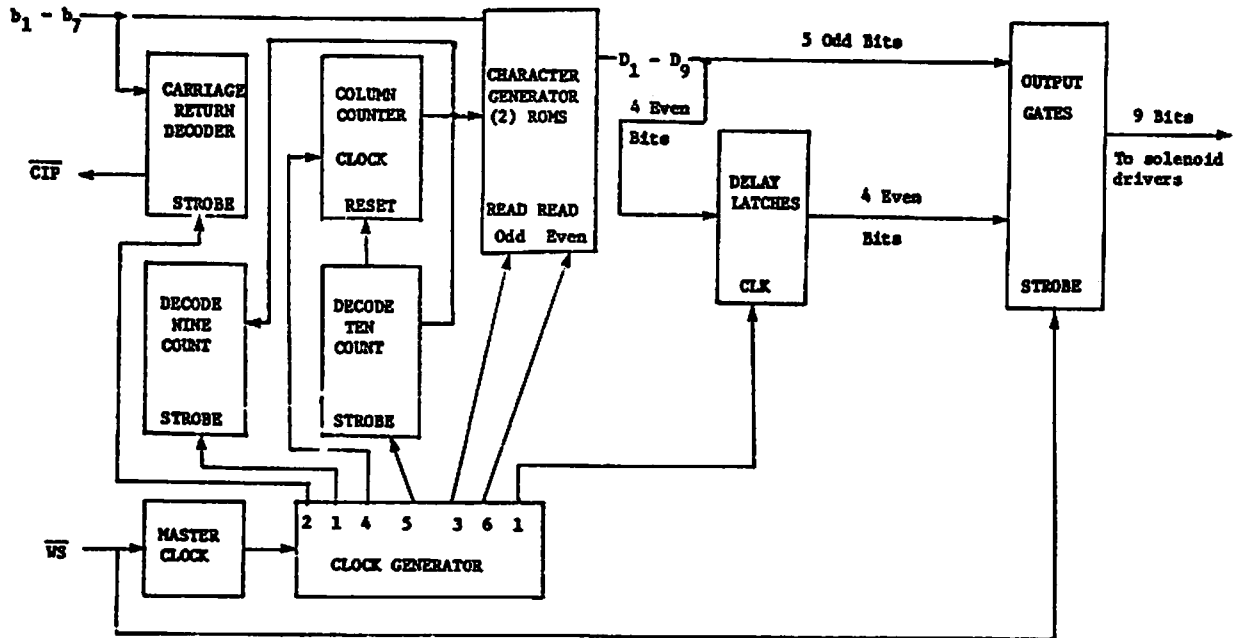 b1 - b7
CARRIAGE
RETURN
DECODER
STROBE
CIP
COLUMN
COUNTER
CLOCK
RESET
CHARACTER
GENERATOR
(2) ROMS
READ READ
Odd Even
D1 - D9
5 Odd Bits
4 Even
Bits
DELAY
LATCHES
CLK
4 Even
Bits
OUTPUT
GATES
STROBE
9 Bits
To solenoid
drivers
DECODE
NINE
COUNT
STROBE
DECODE
TEN
COUNT
STROBE
WS
MASTER
CLOCK
2 1 4 5 3 6 1
CLOCK GENERATOR